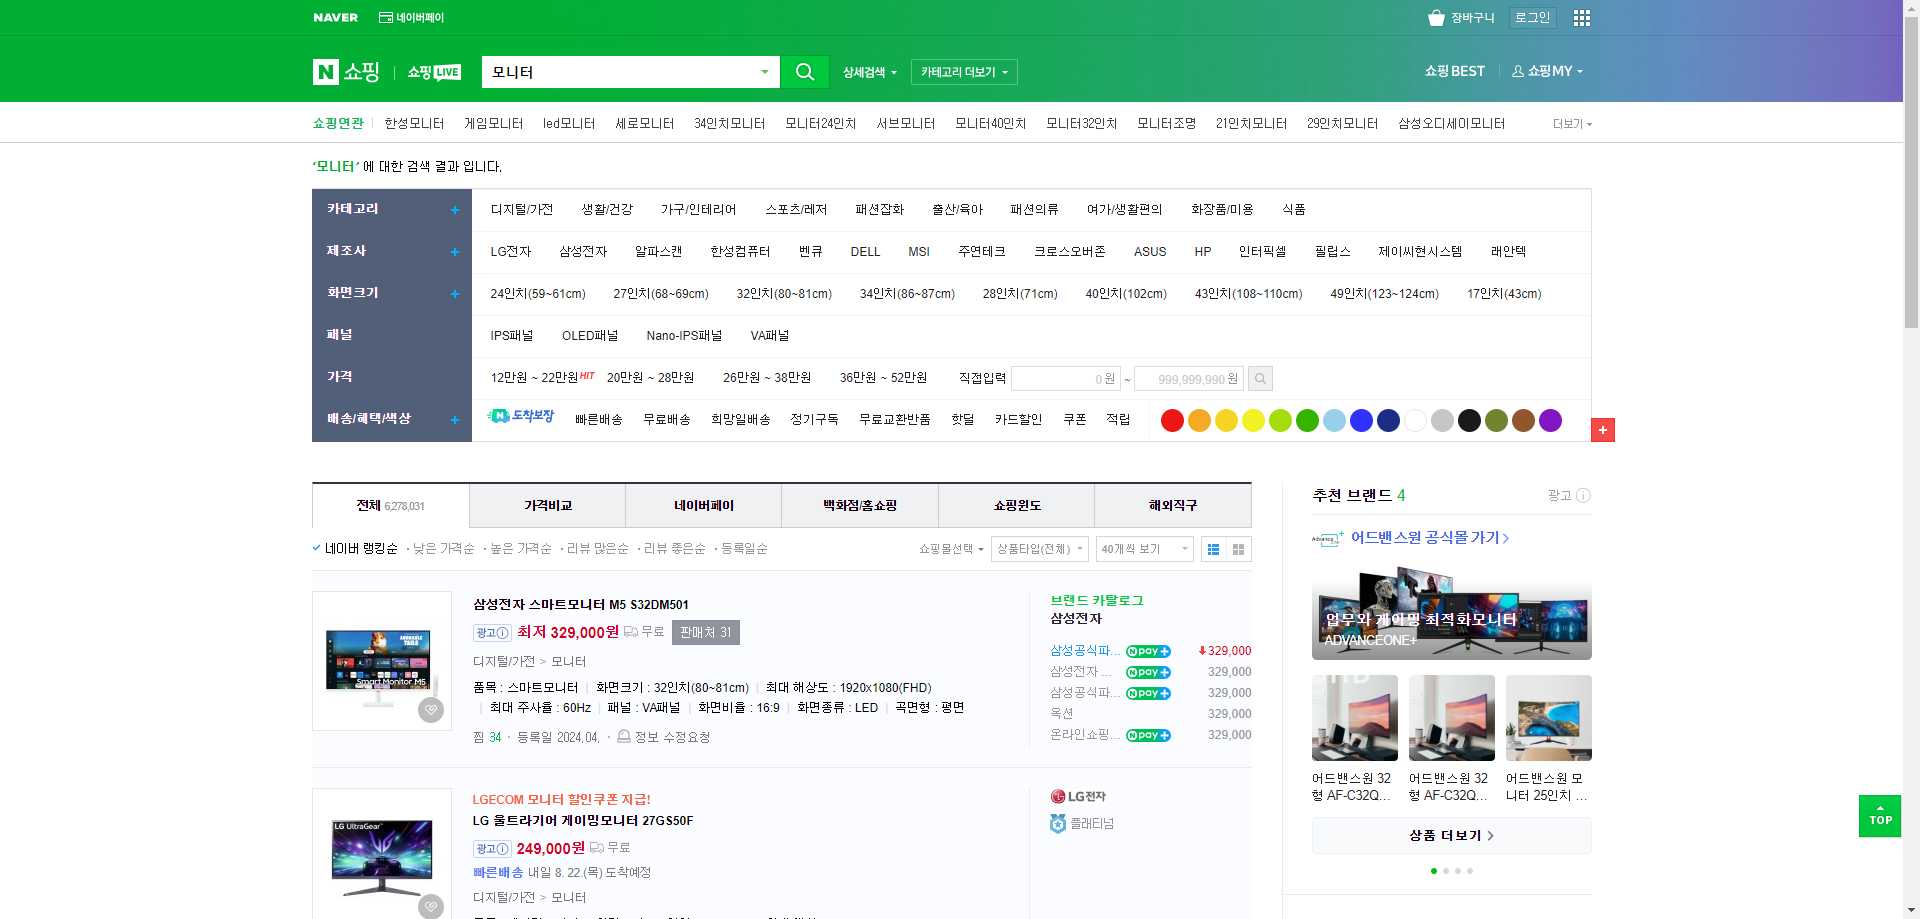 NAVER 네이버페이 장바구니 로그인
N 쇼핑 쇼핑LIVE 모니터 상세검색 카테고리 더보기 쇼핑BEST 쇼핑MY
쇼핑연관 한성모니터 게임모니터 led모니터 세로모니터 34인치모니터 모니터24인치 서브모니터 모니터40인치 모니터32인치 모니터조명 21인치모니터 29인치모니터 삼성오디세이모니터 더보기
'모니터' 에 대한 검색 결과 입니다.
카테고리 + 디지털/가전 생활/건강 가구/인테리어 스포츠/레저 패션잡화 출산/육아 패션의류 여가/생활편의 화장품/미용 식품
제조사 + LG전자 삼성전자 알파스캔 한성컴퓨터 벤큐 DELL MSI 주연테크 크로스오버존 ASUS HP 인터픽셀 필립스 제이씨현시스템 래안텍
화면크기 + 24인치(59~61cm) 27인치(68~69cm) 32인치(80~81cm) 34인치(86~87cm) 28인치(71cm) 40인치(102cm) 43인치(108~110cm) 49인치(123~124cm) 17인치(43cm)
패널 IPS패널 OLED패널 Nano-IPS패널 VA패널
가격 12만원 ~ 22만원HIT 20만원 ~ 28만원 26만원 ~ 38만원 36만원 ~ 52만원 직접입력 0 원 ~ 999,999,990 원
배송/혜택/색상 + N 도착보장 빠른배송 무료배송 희망일배송 정기구독 무료교환반품 핫딜 카드할인 쿠폰 적립
+
전체 6,278,031 가격비교 네이버페이 백화점/홈쇼핑 쇼핑윈도 해외직구
네이버 랭킹순 · 낮은 가격순 · 높은 가격순 · 리뷰 많은순 · 리뷰 좋은순 · 등록일순 쇼핑몰선택 상품타입(전체) 40개씩 보기
Smart Monitor M5
삼성전자 스마트모니터 M5 S32DM501
광고 최저 329,000원 무료 판매처 31
디지털/가전 > 모니터
품목 : 스마트모니터 | 화면크기 : 32인치(80~81cm) | 최대 해상도 : 1920x1080(FHD)
| 최대 주사율 : 60Hz | 패널 : VA패널 | 화면비율 : 16:9 | 화면종류 : LED | 곡면형 : 평면
찜 34 · 등록일 2024.04. · 정보 수정요청
브랜드 카탈로그
삼성전자
삼성공식파... N pay + 329,000
삼성전자 ... N pay + 329,000
삼성공식파... N pay + 329,000
옥션 329,000
온라인쇼핑... N pay + 329,000
LG UltraGear
LGECOM 모니터 할인쿠폰 지급!
LG 울트라기어 게이밍모니터 27GS50F
광고 249,000원 무료
빠른배송 내일 8. 22.(목) 도착예정
디지털/가전 > 모니터
LG전자
플래티넘
추천 브랜드 4 광고
어드밴스원 공식몰 가기
업무와 게이밍 최적화모니터
ADVANCEONE+
어드밴스원 32형 AF-C32Q...
어드밴스원 32형 AF-C32Q...
어드밴스원 모니터 25인치 ...
상품 더보기
TOP